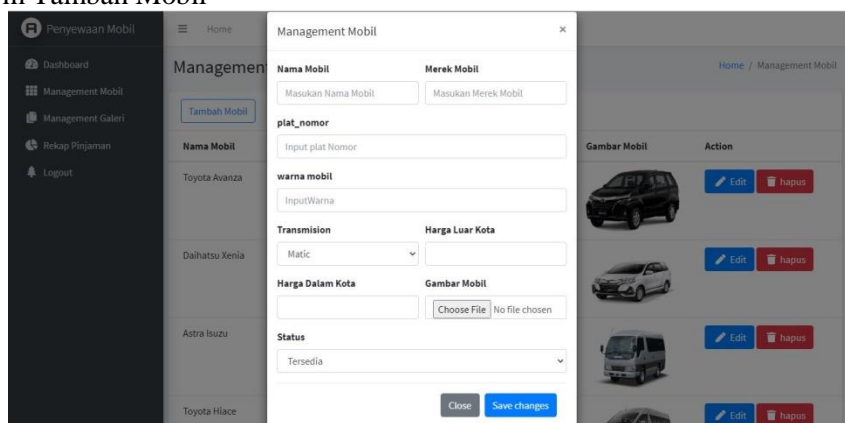 Tambah Mobil
Penyewaan Mobil
Home
Management Mobil ×
Dashboard
Management Mobil
Management Galeri
Rekap Pinjaman
Logout
Home / Management Mobil
Tambah Mobil
Nama Mobil Gambar Mobil Action
Toyota Avanza Edit hapus
Daihatsu Xenia Edit hapus
Astra Isuzu Edit hapus
Toyota Hiace Edit hapus
Nama Mobil Merek Mobil
Masukan Nama Mobil Masukan Merek Mobil
plat_nomor
Input plat Nomor
warna mobil
InputWarna
Transmision Harga Luar Kota
Matic
Harga Dalam Kota Gambar Mobil
Choose File No file chosen
Status
Tersedia
Close Save changes